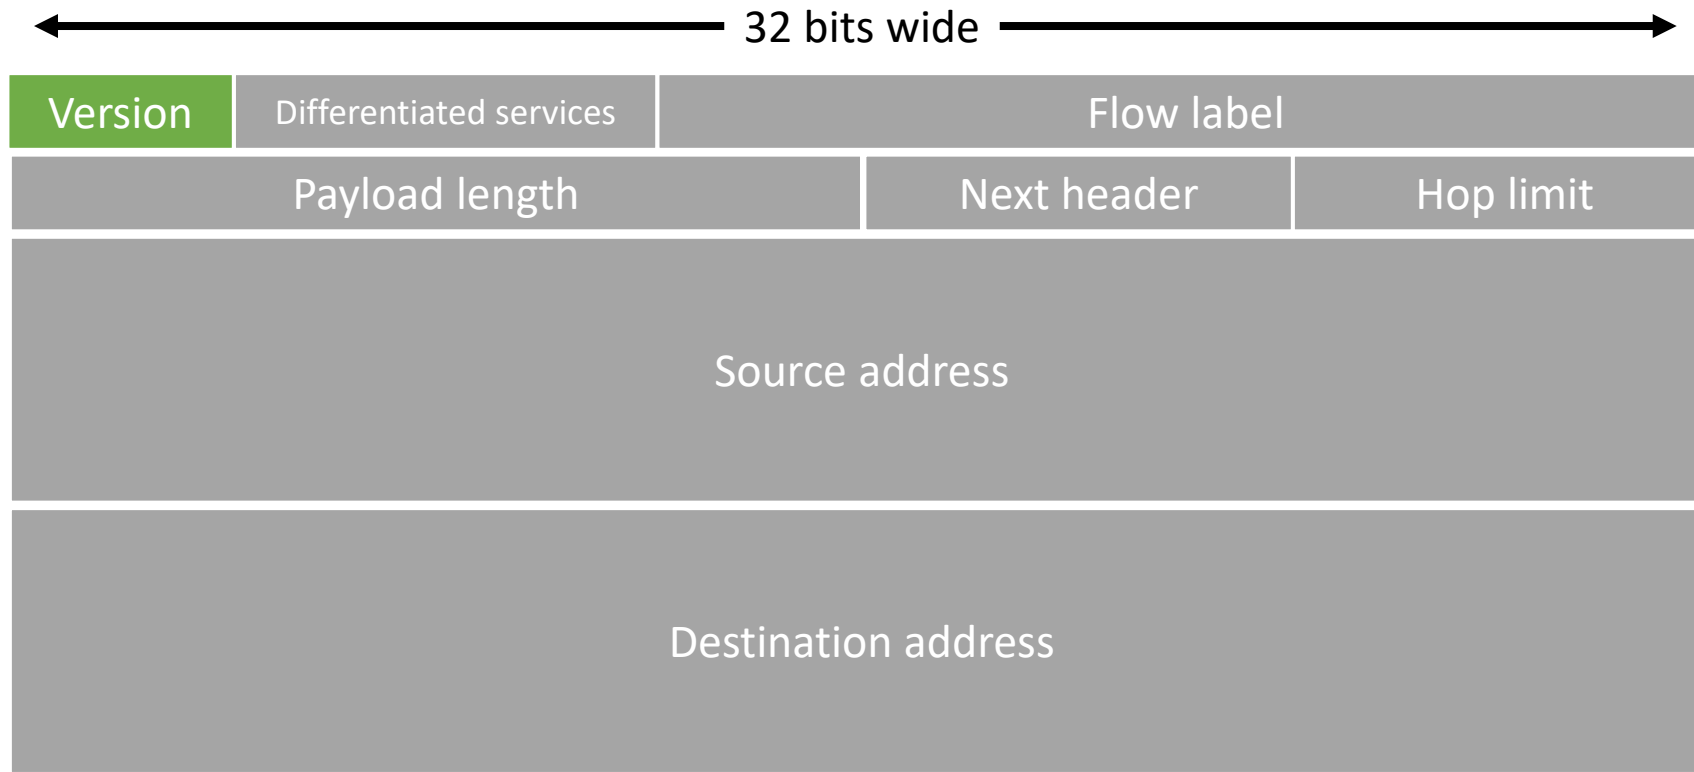 32 bits wide
Version Differentiated services Flow label
Payload length Next header Hop limit
Source address
Destination address